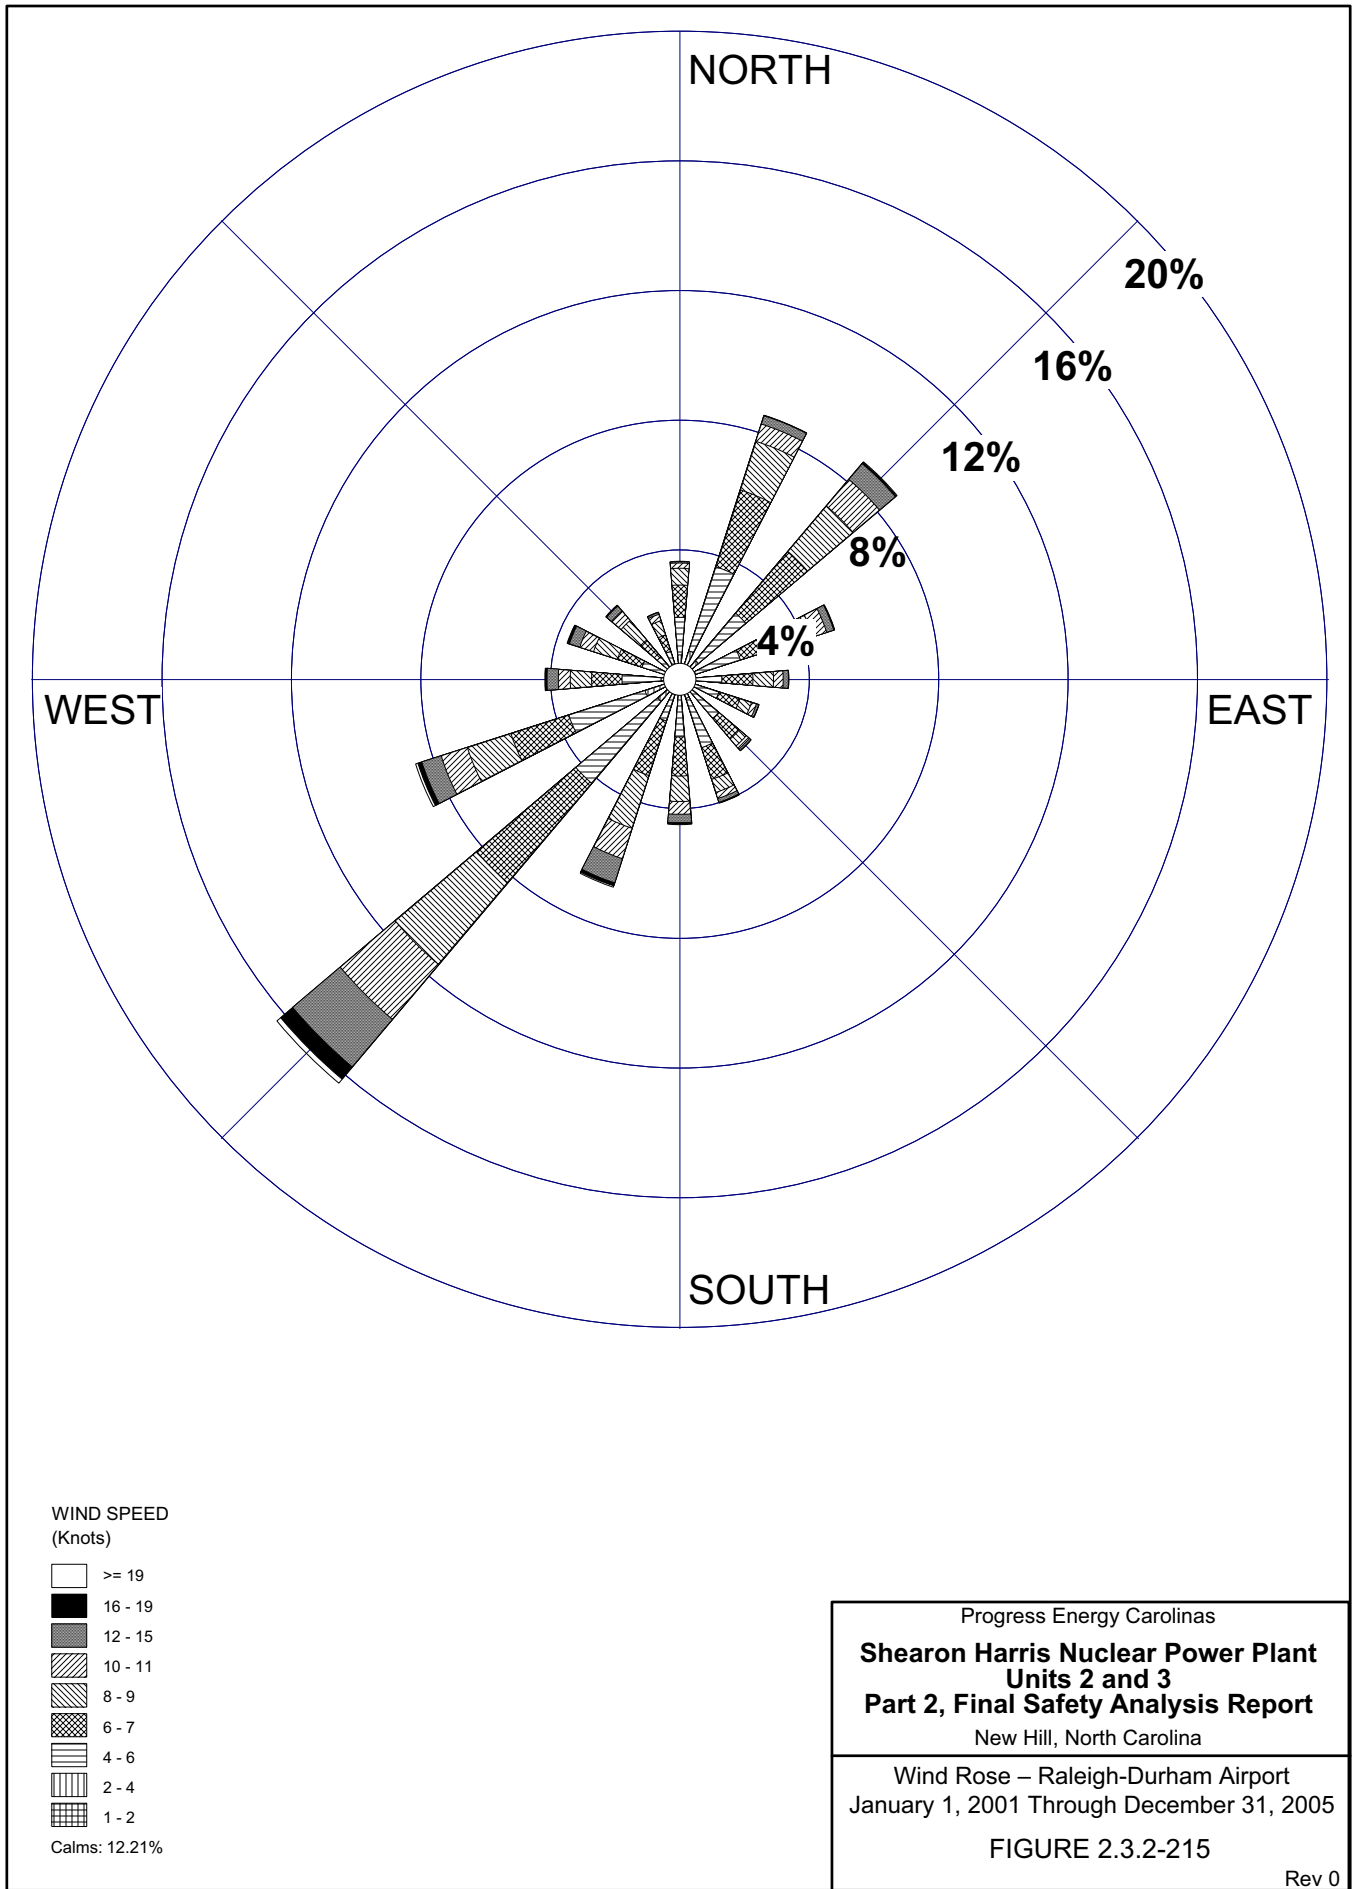 NORTH
20%
16%
12%
8%
4%
WEST
EAST
SOUTH
WIND SPEED
(Knots)
>= 19
16 - 19
12 - 15
10 - 11
8 - 9
6 - 7
4 - 6
2 - 4
1 - 2
Calms: 12.21%
Progress Energy Carolinas
Shearon Harris Nuclear Power Plant
Units 2 and 3
Part 2, Final Safety Analysis Report
New Hill, North Carolina
Wind Rose – Raleigh-Durham Airport
January 1, 2001 Through December 31, 2005
FIGURE 2.3.2-215
Rev 0